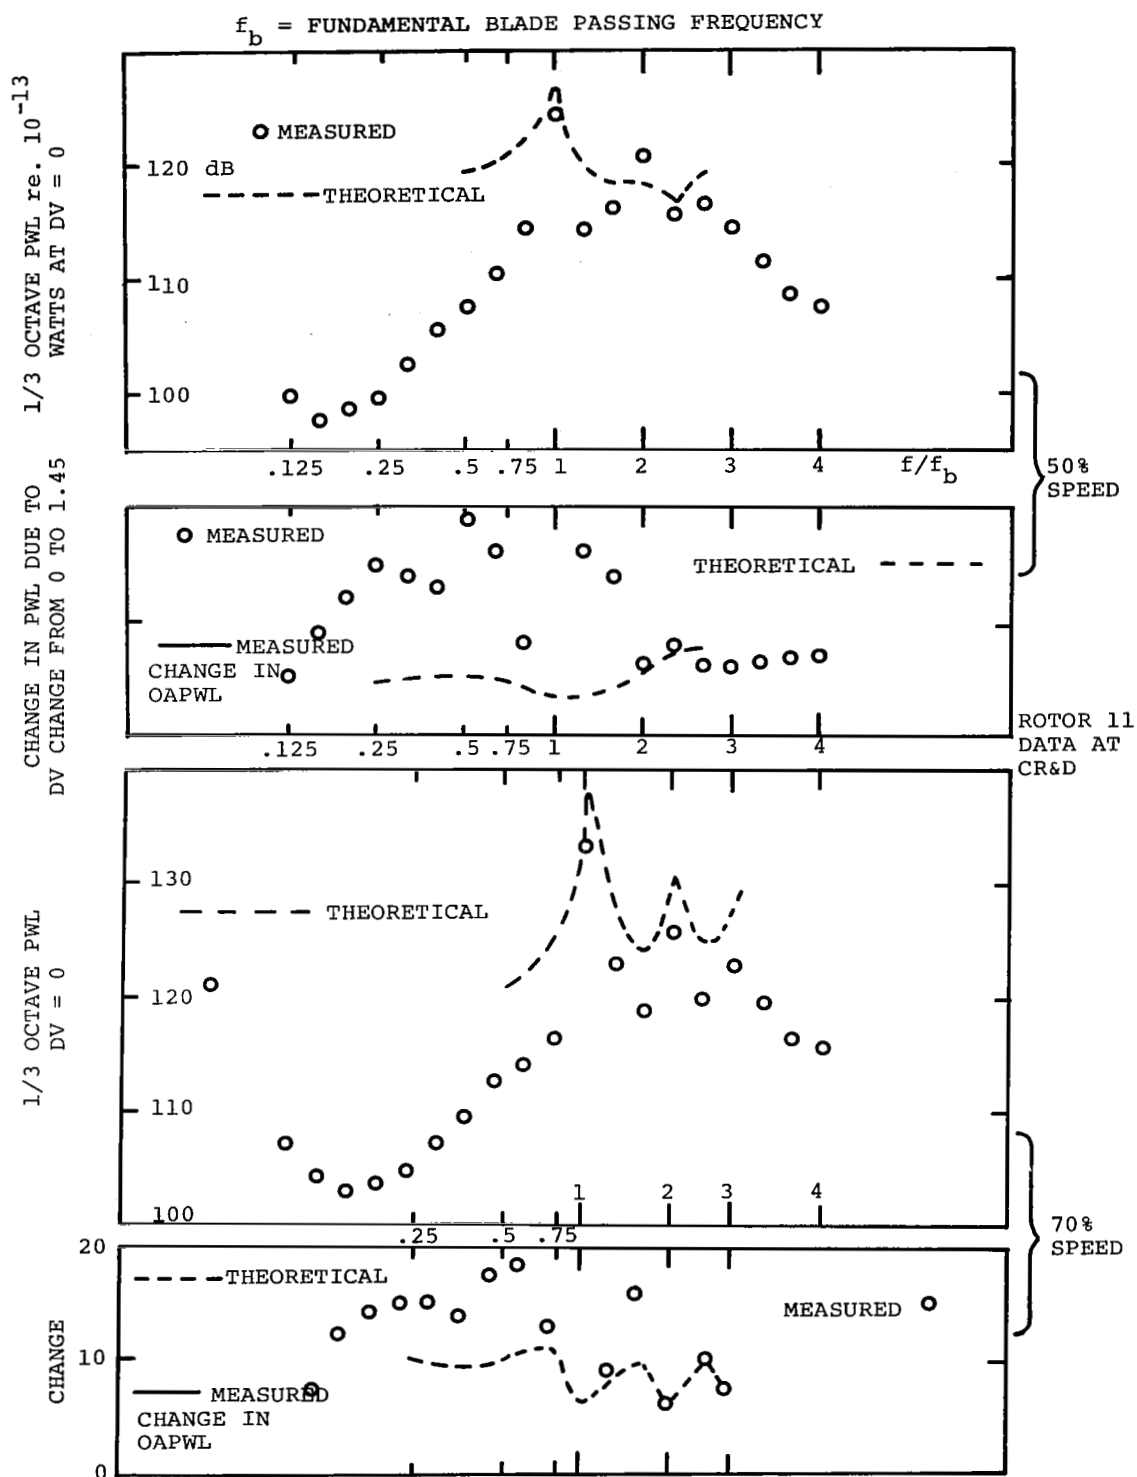 f_b = FUNDAMENTAL BLADE PASSING FREQUENCY
1/3 OCTAVE PWL re. 10^-13
WATTS AT DV = 0
MEASURED
120 dB
THEORETICAL
110
100
.125 .25 .5 .75 1 2 3 4 f/f_b
50%
SPEED
CHANGE IN PWL DUE TO
DV CHANGE FROM 0 TO 1.45
MEASURED
THEORETICAL
MEASURED
CHANGE IN
OAPWL
.125 .25 .5 .75 1 2 3 4
ROTOR 11
DATA AT
CR&D
1/3 OCTAVE PWL
DV = 0
130
THEORETICAL
120
110
100
1 2 3 4
.25 .5 .75
70%
SPEED
CHANGE
20
THEORETICAL
MEASURED
10
MEASURED
CHANGE IN
OAPWL
0